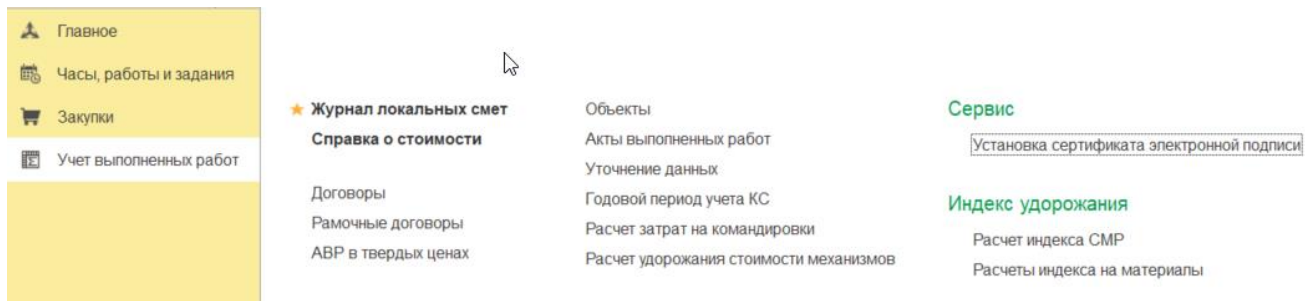 Главное
Часы, работы и задания
Закупки
Учет выполненных работ
Журнал локальных смет
Справка о стоимости
Договоры
Рамочные договоры
АВР в твердых ценах
Объекты
Акты выполненных работ
Уточнение данных
Годовой период учета КС
Расчет затрат на командировки
Расчет удорожания стоимости механизмов
Сервис
Установка сертификата электронной подписи
Индекс удорожания
Расчет индекса СМР
Расчеты индекса на материалы